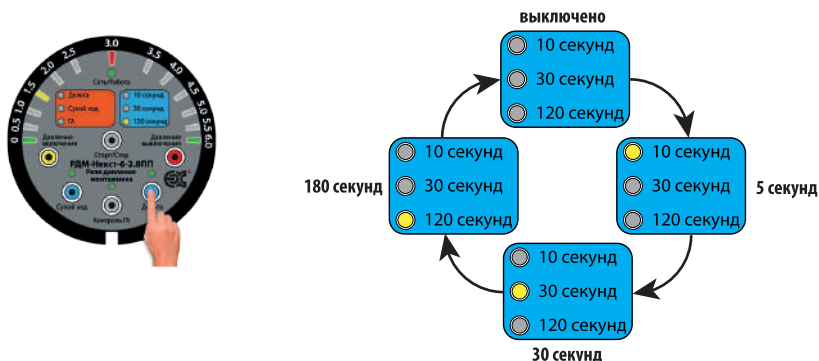 3.0
2.5
3.5
2.0
4.0
1.5
4.5
1.0
5.0
0.5
5.5
0
6.0
Сеть/Работа
Дельта
10 секунд
Сухой ход
30 секунд
ГА
120 секунд
Давление включения
Давление выключения
Старт/Стоп
РДМ-Некст-6-2.8ПП
Реле давления
монтажника
Сухой ход
Контроль ГА
выключено
10 секунд
30 секунд
120 секунд
180 секунд
10 секунд
30 секунд
120 секунд
10 секунд
30 секунд
120 секунд
5 секунд
10 секунд
30 секунд
120 секунд
30 секунд